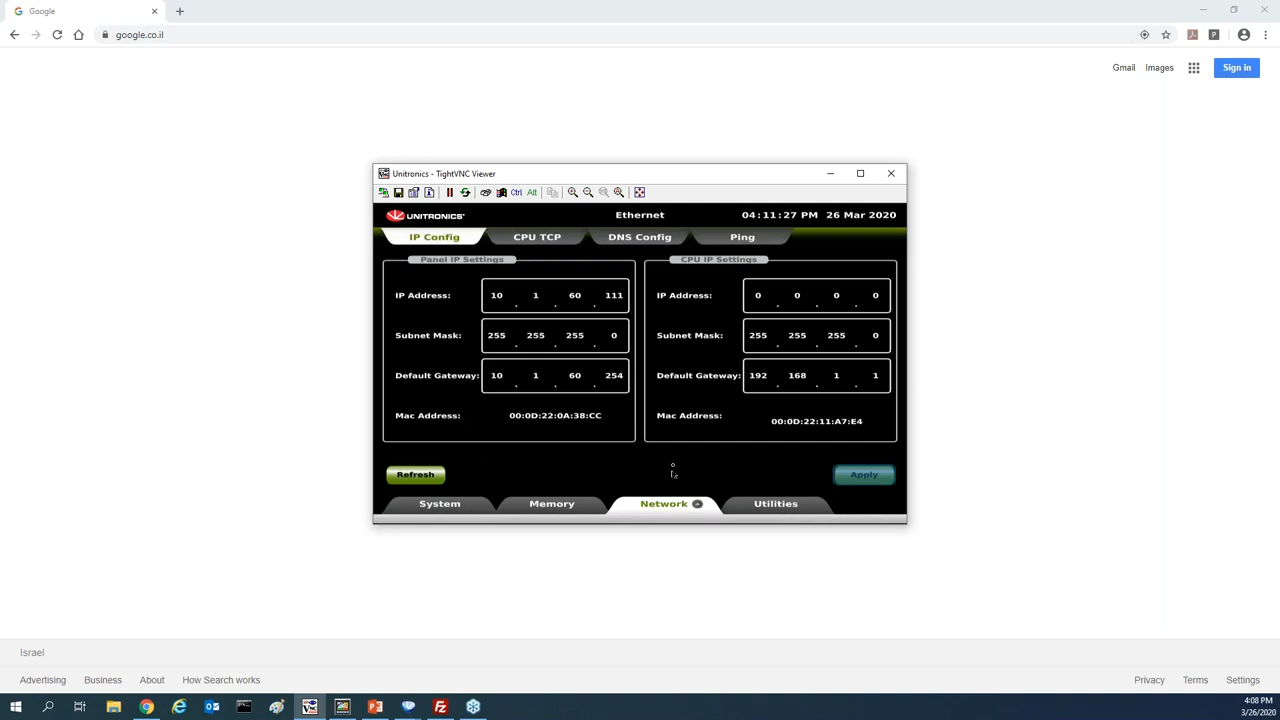 Google
google.co.il
Gmail Images Sign in
Unitronics - TightVNC Viewer
Ctrl Alt
UNITRONICS Ethernet 04:11:27 PM 26 Mar 2020
IP Config CPU TCP DNS Config Ping
Panel IP Settings CPU IP Settings
IP Address: 10 . 1 . 60 . 111 IP Address: 0 . 0 . 0 . 0
Subnet Mask: 255 . 255 . 255 . 0 Subnet Mask: 255 . 255 . 255 . 0
Default Gateway: 10 . 1 . 60 . 254 Default Gateway: 192 . 168 . 1 . 1
Mac Address: 00:0D:22:0A:38:CC Mac Address: 00:0D:22:11:A7:E4
Refresh Apply
System Memory Network Utilities
Israel
Advertising Business About How Search works Privacy Terms Settings
4:08 PM
3/26/2020